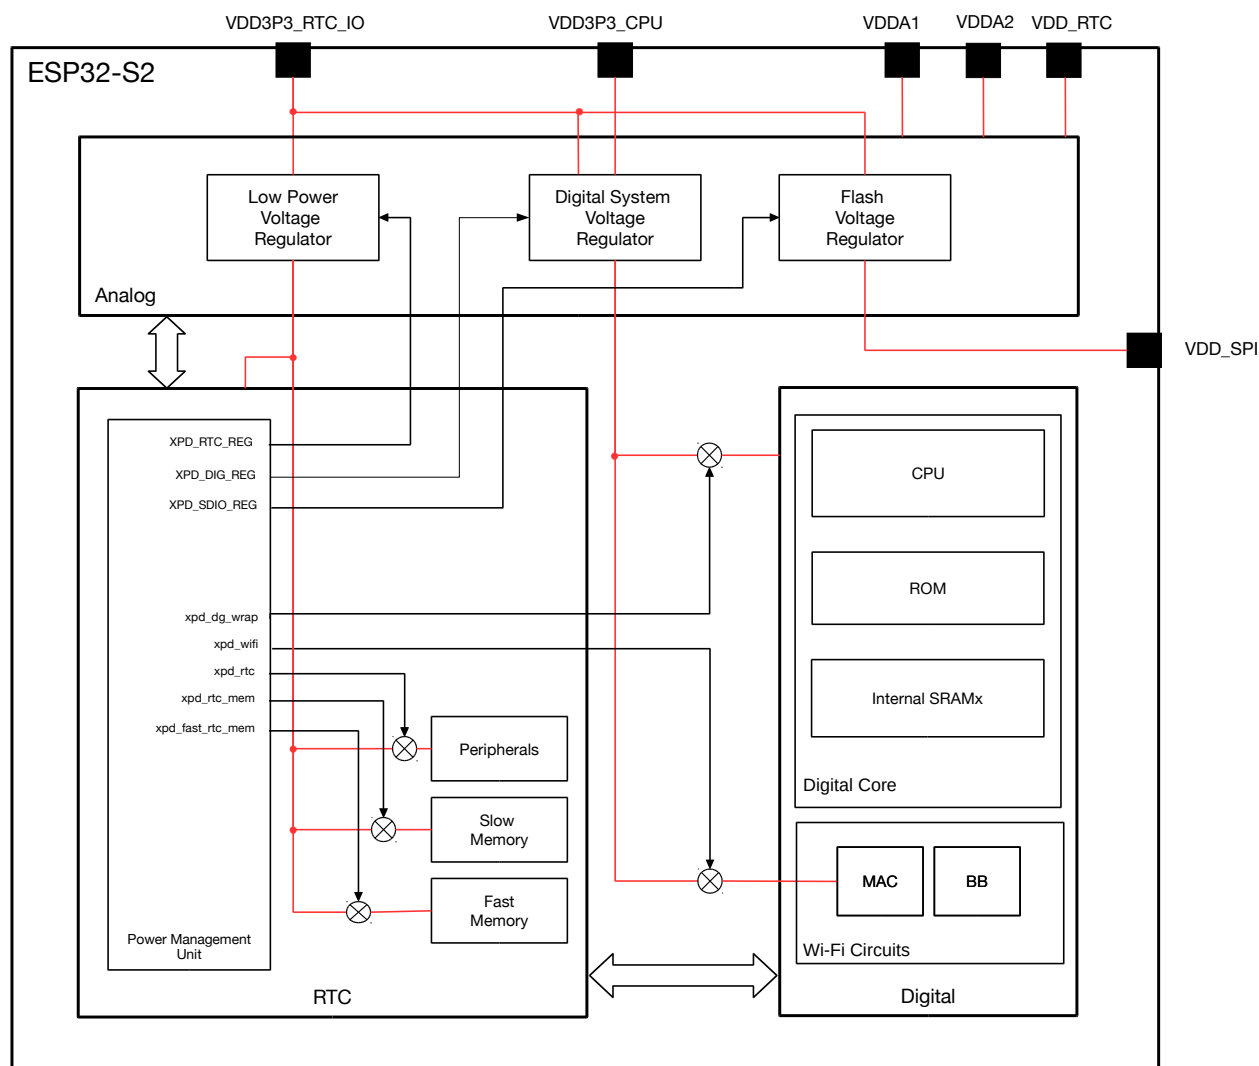 VDD3P3_RTC_IO
VDD3P3_CPU
VDDA1
VDDA2
VDD_RTC
ESP32-S2
Low Power
Voltage
Regulator
Digital System
Voltage
Regulator
Flash
Voltage
Regulator
Analog
VDD_SPI
XPD_RTC_REG
XPD_DIG_REG
XPD_SDIO_REG
xpd_dg_wrap
xpd_wifi
xpd_rtc
xpd_rtc_mem
xpd_fast_rtc_mem
Power Management
Unit
Peripherals
Slow
Memory
Fast
Memory
RTC
CPU
ROM
Internal SRAMx
Digital Core
MAC
BB
Wi-Fi Circuits
Digital